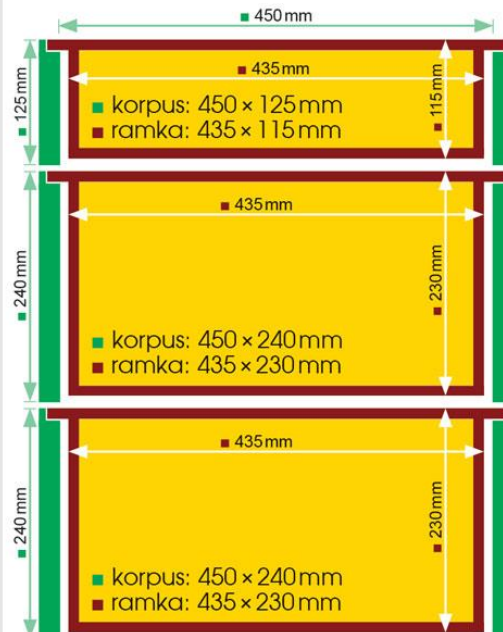 450 mm
125 mm
435 mm
115 mm
korpus: 450 × 125 mm
ramka: 435 × 115 mm
240 mm
435 mm
230 mm
korpus: 450 × 240 mm
ramka: 435 × 230 mm
240 mm
435 mm
230 mm
korpus: 450 × 240 mm
ramka: 435 × 230 mm